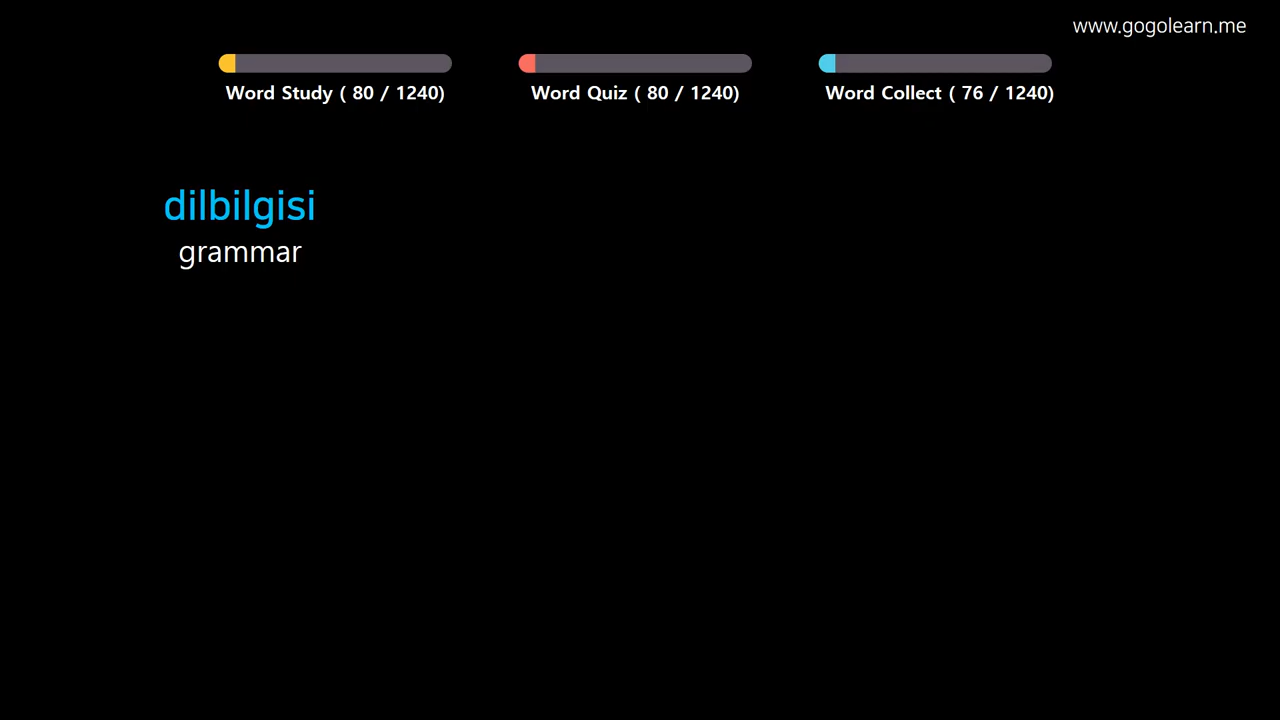 www.gogolearn.me
Word Study ( 80 / 1240)
Word Quiz ( 80 / 1240)
Word Collect ( 76 / 1240)
dilbilgisi
grammar